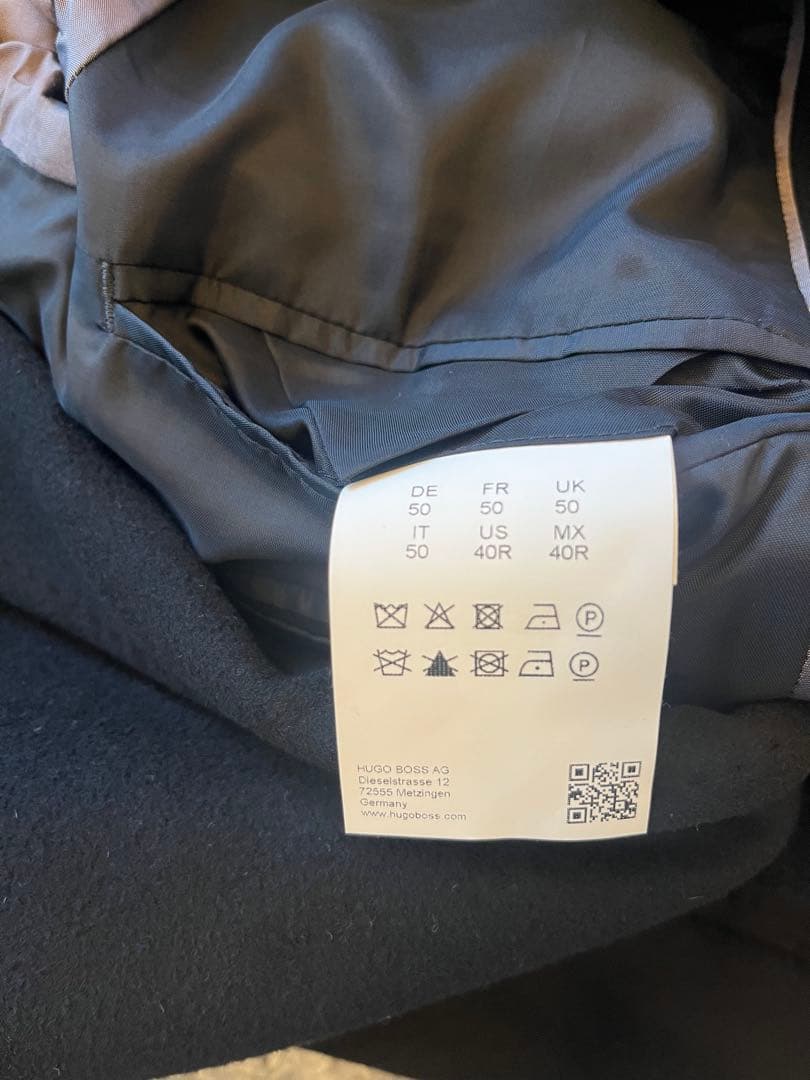 DE FR UK
50 50 50
IT US MX
50 40R 40R
P
P
HUGO BOSS AG
Dieselstrasse 12
72555 Metzingen
Germany
www.hugoboss.com